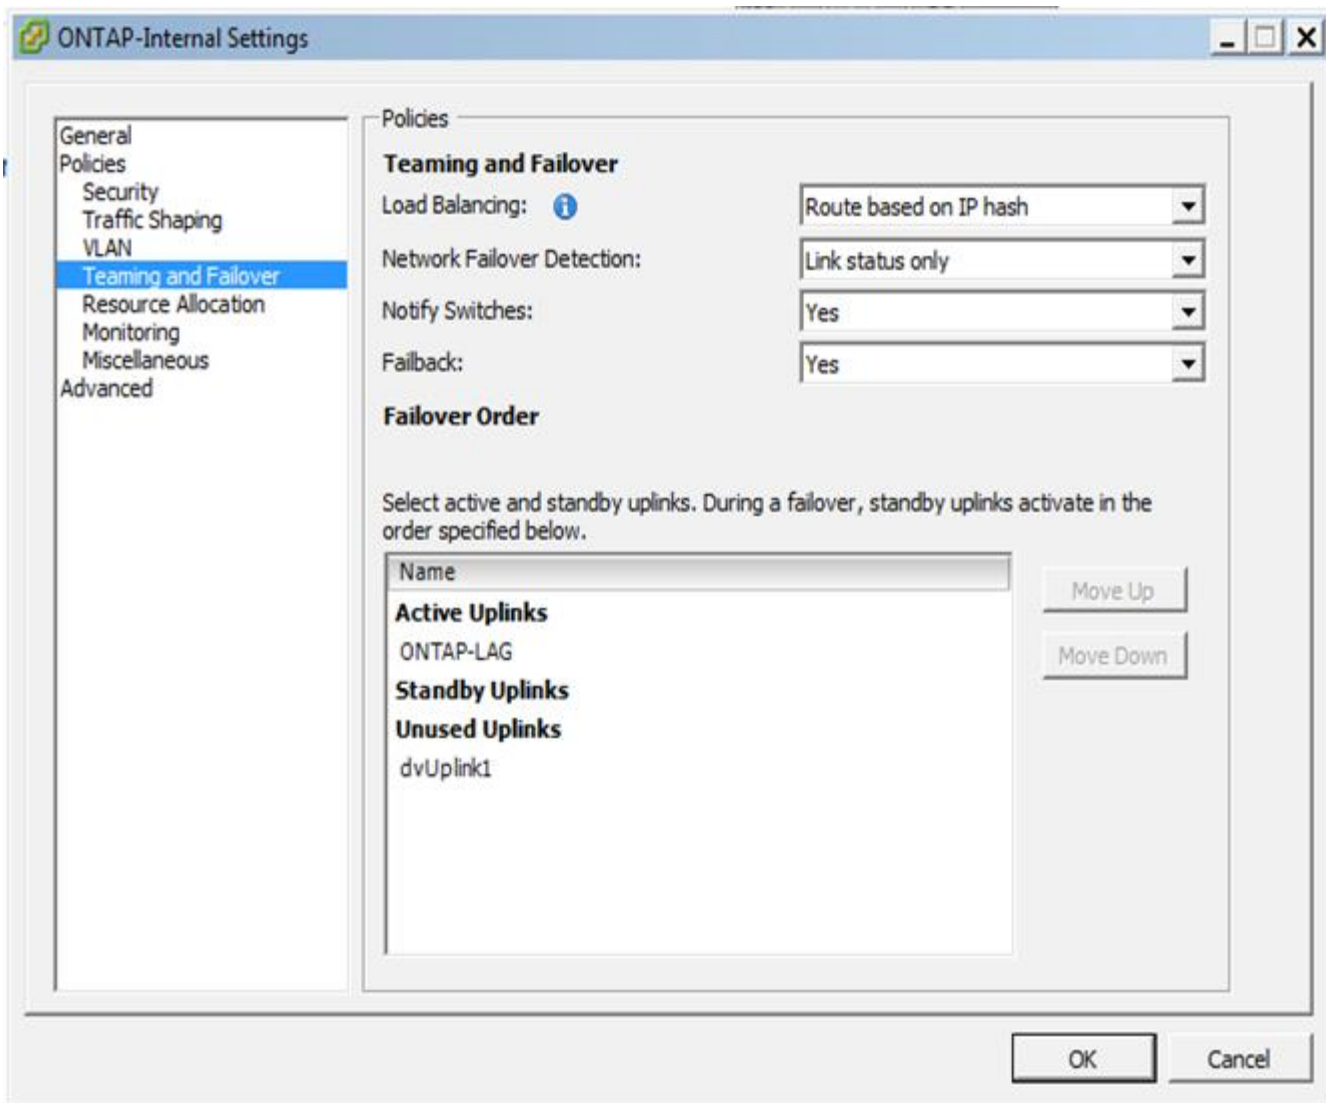 ONTAP-Internal Settings
General
Policies
Security
Traffic Shaping
VLAN
Teaming and Failover
Resource Allocation
Monitoring
Miscellaneous
Advanced
Policies
Teaming and Failover
Load Balancing:
Route based on IP hash
Network Failover Detection:
Link status only
Notify Switches:
Yes
Failback:
Yes
Failover Order
Select active and standby uplinks. During a failover, standby uplinks activate in the
order specified below.
Name
Active Uplinks
ONTAP-LAG
Standby Uplinks
Unused Uplinks
dvUplink1
Move Up
Move Down
OK
Cancel